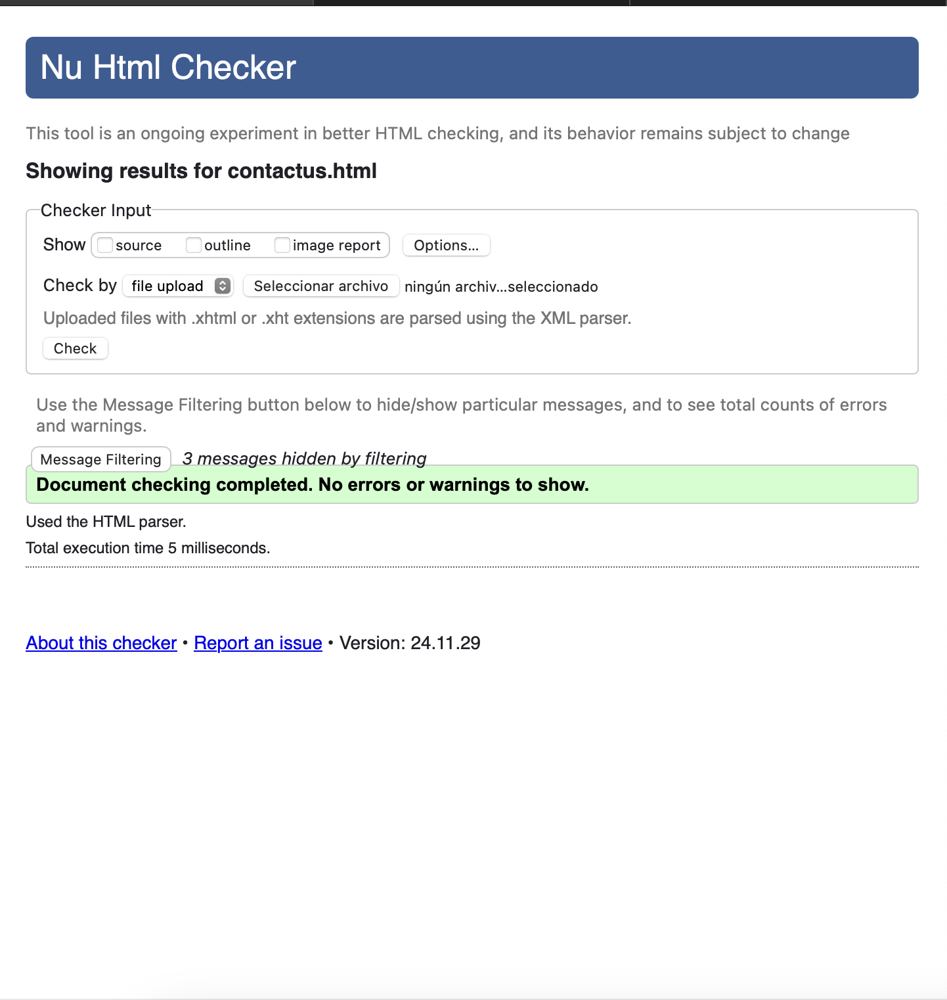 Nu Html Checker
This tool is an ongoing experiment in better HTML checking, and its behavior remains subject to change
Showing results for contactus.html
Checker Input
Show source outline image report Options...
Check by file upload Seleccionar archivo ningún archiv...seleccionado
Uploaded files with .xhtml or .xht extensions are parsed using the XML parser.
Check
Use the Message Filtering button below to hide/show particular messages, and to see total counts of errors
and warnings.
Message Filtering 3 messages hidden by filtering
Document checking completed. No errors or warnings to show.
Used the HTML parser.
Total execution time 5 milliseconds.
About this checker • Report an issue • Version: 24.11.29